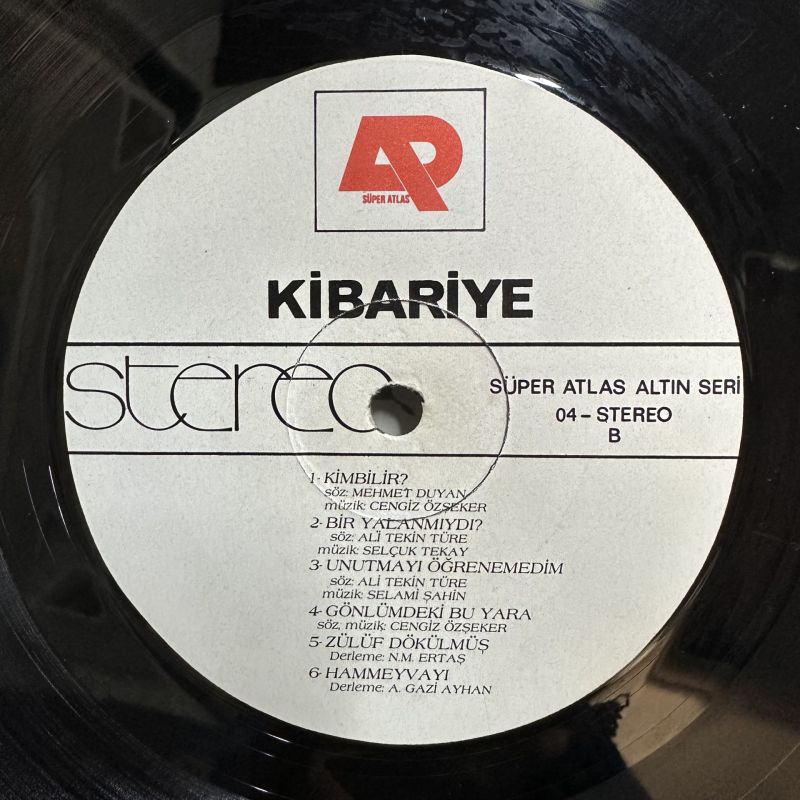 AP
SÜPER ATLAS
KİBARİYE
stereo
SÜPER ATLAS ALTIN SERİ
04 - STEREO
B
1- KİMBİLİR?
söz: MEHMET DUYAN
müzik: CENGİZ ÖZŞEKER
2- BİR YALANMIYDI?
söz: ALİ TEKİN TÜRE
müzik: SELÇUK TEKAY
3- UNUTMAYI ÖĞRENEMEDİM
söz: ALİ TEKİN TÜRE
müzik: SELAMİ ŞAHİN
4- GÖNLÜMDEKİ BU YARA
söz, müzik: CENGİZ ÖZŞEKER
5- ZÜLÜF DÖKÜLMÜŞ
Derleme: N.M. ERTAŞ
6- HAMMEYVAYI
Derleme: A. GAZİ AYHAN